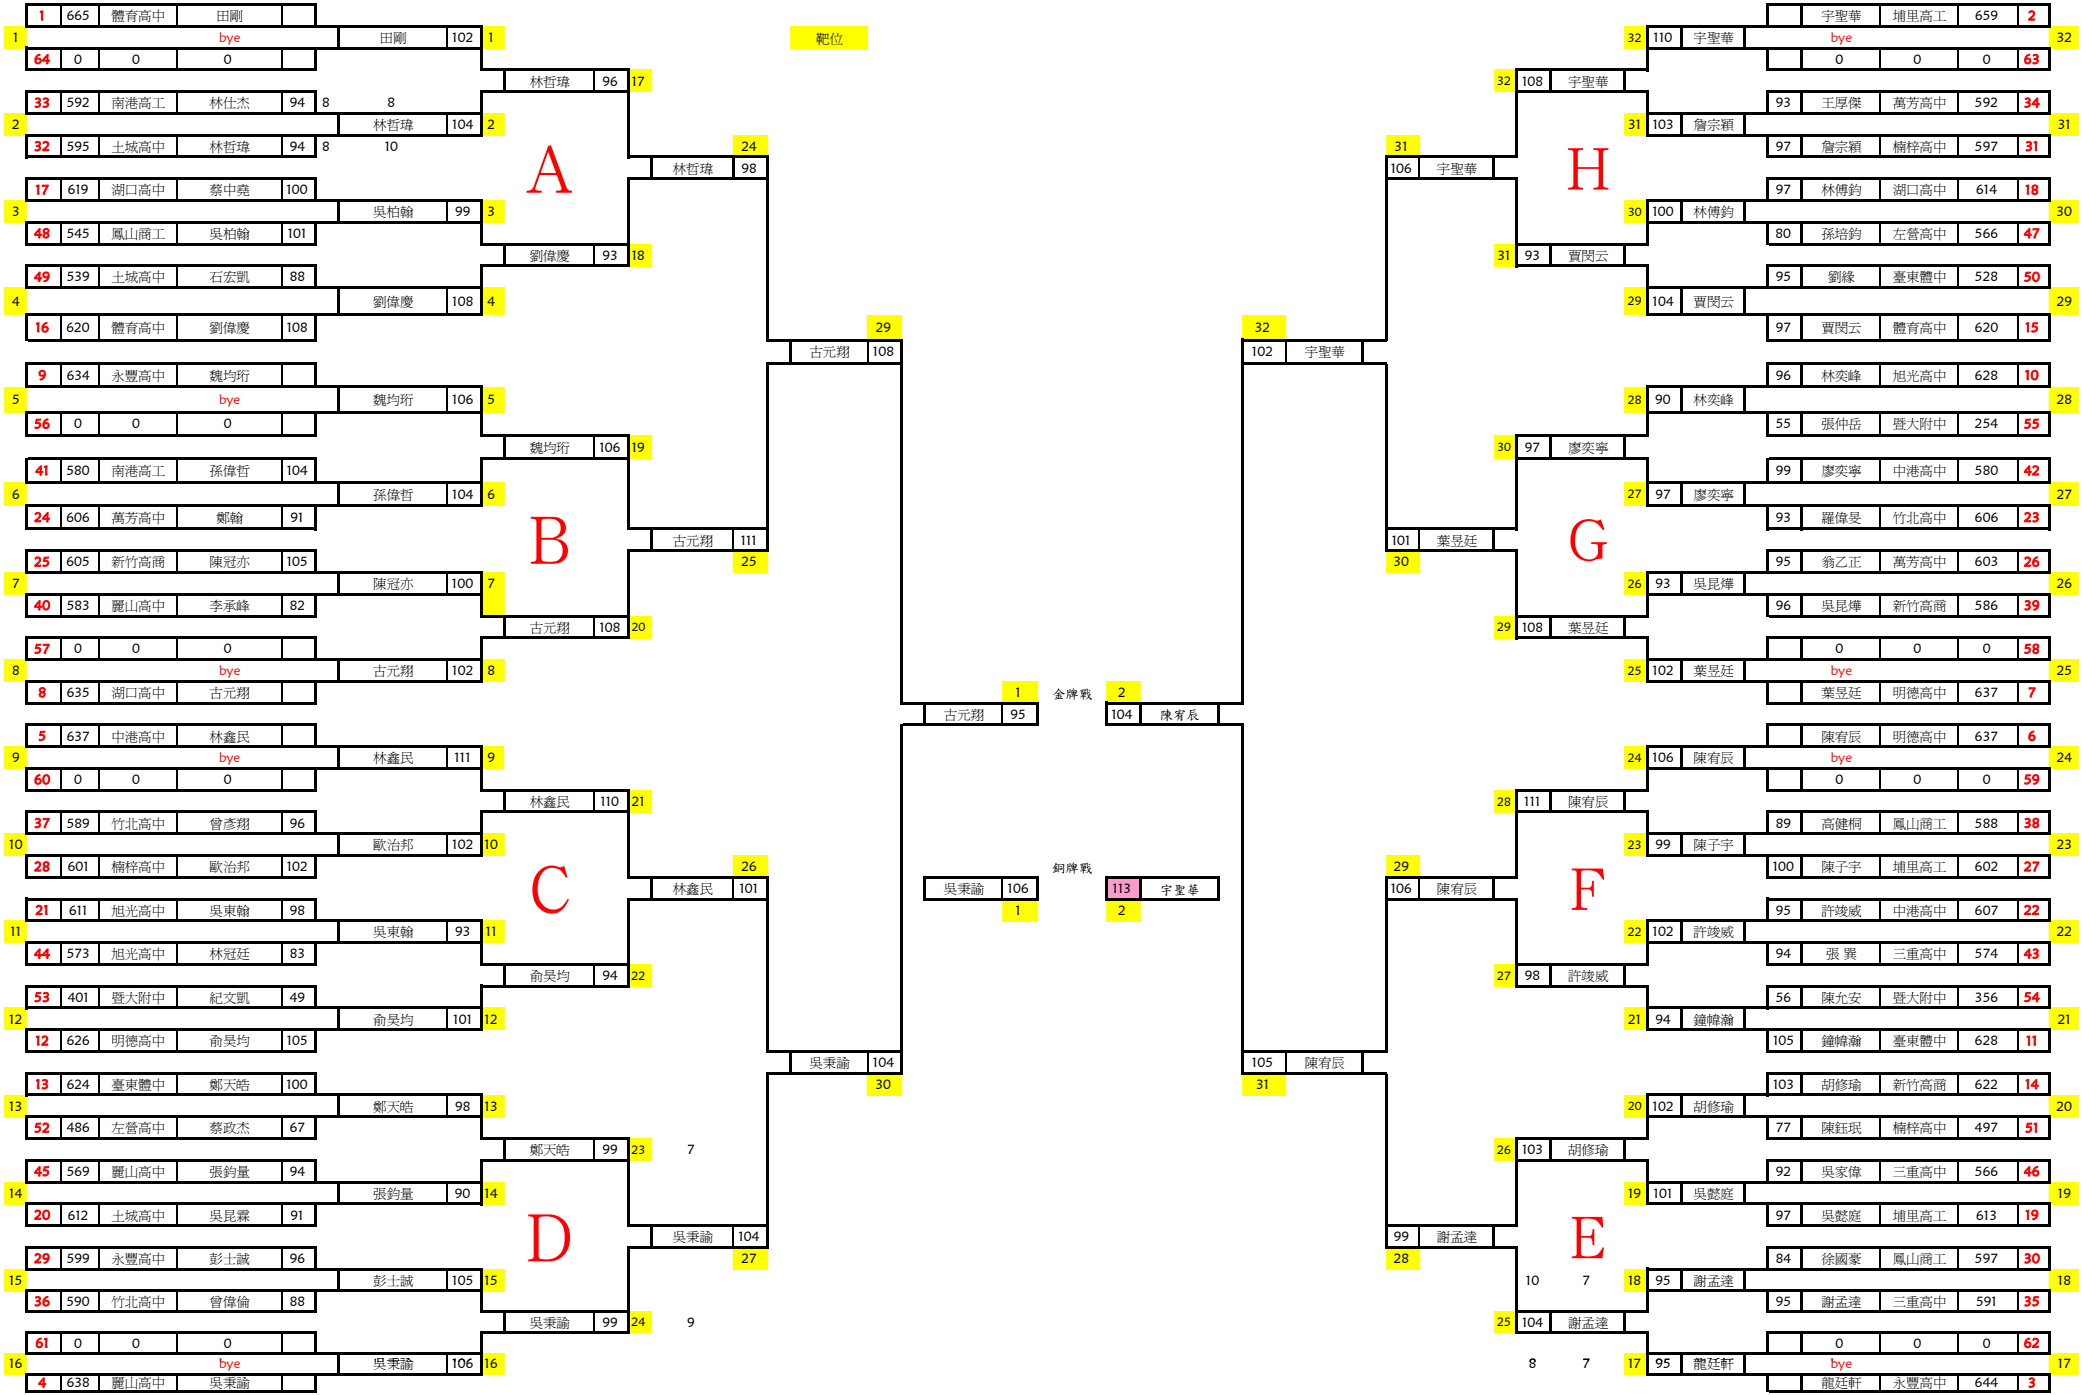 1 665 體育高中 田剛 宇聖華 埔里高工 659 2
1 bye 田剛 102 1 靶位 32 110 宇聖華 bye 32
64 0 0 0 0 0 0 63
林哲瑋 96 17 32 108 宇聖華
33 592 南港高工 林仕杰 94 8 8 93 王厚傑 萬芳高中 592 34
2 林哲瑋 104 2 31 103 詹宗穎 31
32 595 土城高中 林哲瑋 94 8 10 24 31 97 詹宗穎 楠梓高中 597 31
A 林哲瑋 98 106 宇聖華 H
17 619 湖口高中 蔡中堯 100 97 林傅鈞 湖口高中 614 18
3 吳柏翰 99 3 30 100 林傅鈞 30
48 545 鳳山商工 吳柏翰 101 80 孫培鈞 左營高中 566 47
劉偉慶 93 18 31 93 賈閔云
49 539 土城高中 石宏凱 88 95 劉緣 臺東體中 528 50
4 劉偉慶 108 4 29 104 賈閔云 29
16 620 體育高中 劉偉慶 108 29 32 97 賈閔云 體育高中 620 15
古元翔 108 102 宇聖華
9 634 永豐高中 魏均珩 96 林奕峰 旭光高中 628 10
5 bye 魏均珩 106 5 28 90 林奕峰 28
56 0 0 0 55 張仲岳 暨大附中 254 55
魏均珩 106 19 30 97 廖奕寧
41 580 南港高工 孫偉哲 104 99 廖奕寧 中港高中 580 42
6 孫偉哲 104 6 27 97 廖奕寧 27
24 606 萬芳高中 鄭翰 91 93 羅偉旻 竹北高中 606 23
B 古元翔 111 101 葉昱廷 G
25 605 新竹高商 陳冠亦 105 25 30 95 翁乙正 萬芳高中 603 26
7 陳冠亦 100 7 26 93 吳昆燁 26
40 583 麗山高中 李承峰 82 96 吳昆燁 新竹高商 586 39
古元翔 108 20 29 108 葉昱廷
57 0 0 0 0 0 0 58
8 bye 古元翔 102 8 25 102 葉昱廷 bye 25
8 635 湖口高中 古元翔 1 金牌戰 2 葉昱廷 明德高中 637 7
古元翔 95 104 陳宥辰
5 637 中港高中 林鑫民 陳宥辰 明德高中 637 6
9 bye 林鑫民 111 9 24 106 陳宥辰 bye 24
60 0 0 0 0 0 0 59
林鑫民 110 21 28 111 陳宥辰
37 589 竹北高中 曾彥翔 96 89 高健桐 鳳山商工 588 38
10 歐治邦 102 10 23 99 陳子宇 23
28 601 楠梓高中 歐治邦 102 26 銅牌戰 29 100 陳子宇 埔里高工 602 27
C 林鑫民 101 吳秉諭 106 113 宇聖華 106 陳宥辰 F
21 611 旭光高中 吳東翰 98 1 2 95 許竣威 中港高中 607 22
11 吳東翰 93 11 22 102 許竣威 22
44 573 旭光高中 林冠廷 83 94 張 巽 三重高中 574 43
俞昊均 94 22 27 98 許竣威
53 401 暨大附中 紀文凱 49 56 陳允安 暨大附中 356 54
12 俞昊均 101 12 21 94 鐘幃瀚 21
12 626 明德高中 俞昊均 105 105 鐘幃瀚 臺東體中 628 11
吳秉諭 104 105 陳宥辰
13 624 臺東體中 鄭天皓 100 30 31 103 胡修瑜 新竹高商 622 14
13 鄭天皓 98 13 20 102 胡修瑜 20
52 486 左營高中 蔡政杰 67 77 陳鈺珉 楠梓高中 497 51
鄭天皓 99 23 7 26 103 胡修瑜
45 569 麗山高中 張鈞量 94 92 吳家偉 三重高中 566 46
14 張鈞量 90 14 19 101 吳懿庭 19
20 612 土城高中 吳昆霖 91 97 吳懿庭 埔里高工 613 19
D 吳秉諭 104 99 謝孟達 E
29 599 永豐高中 彭士誠 96 27 28 84 徐國豪 鳳山商工 597 30
15 彭士誠 105 15 10 7 18 95 謝孟達 18
36 590 竹北高中 曾偉倫 88 95 謝孟達 三重高中 591 35
吳秉諭 99 24 9 25 104 謝孟達
61 0 0 0 0 0 0 62
16 bye 吳秉諭 106 16 8 7 17 95 龍廷軒 bye 17
4 638 麗山高中 吳秉諭 龍廷軒 永豐高中 644 3